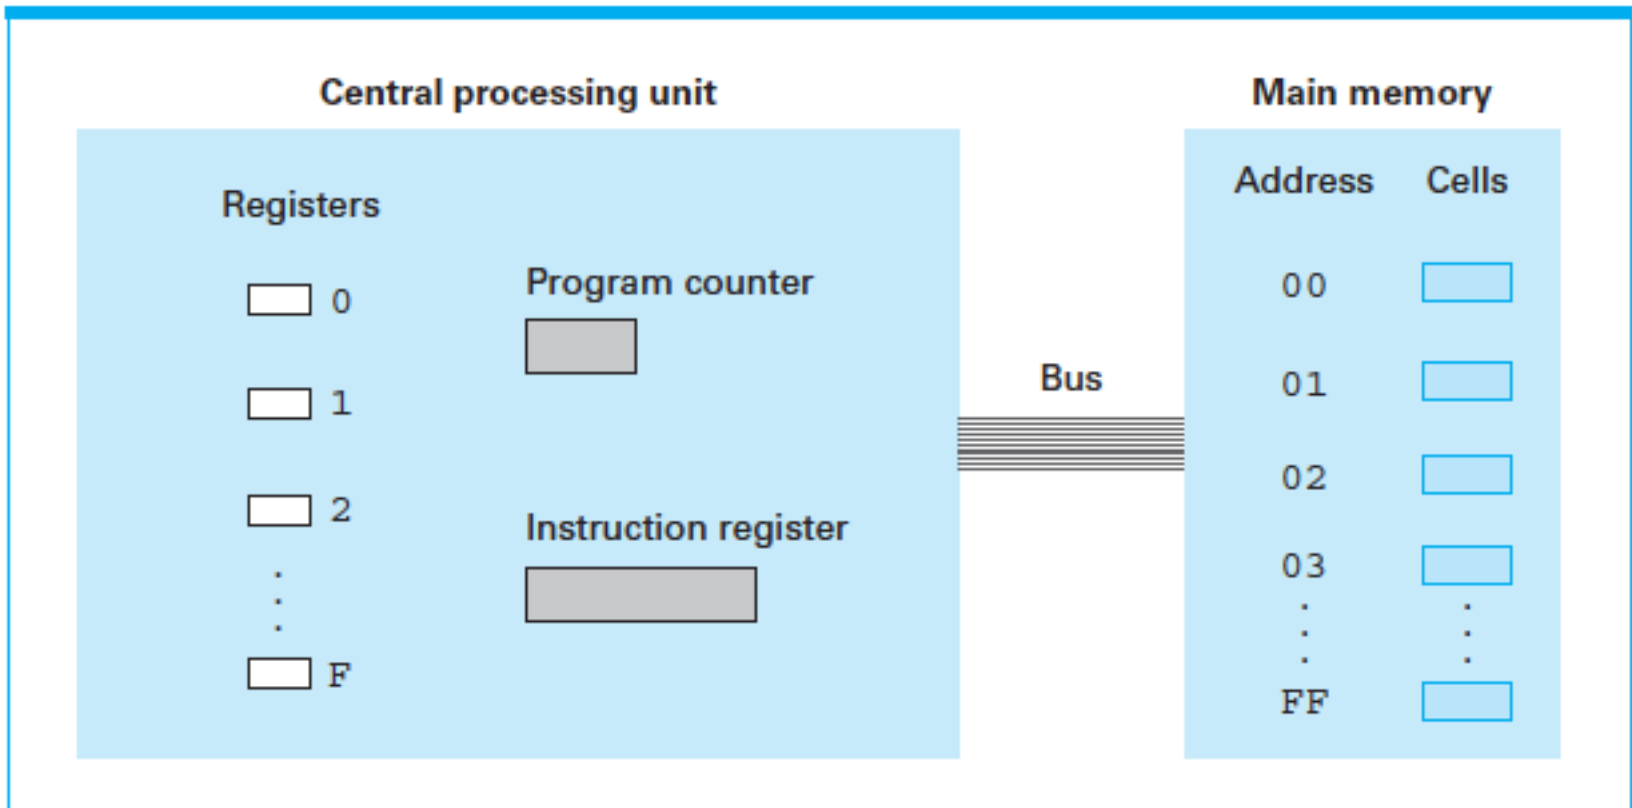 Central processing unit
Main memory
Registers
0
1
2
.
.
.
F
Program counter
Instruction register
Bus
Address Cells
00
01
02
03
. .
. .
. .
FF